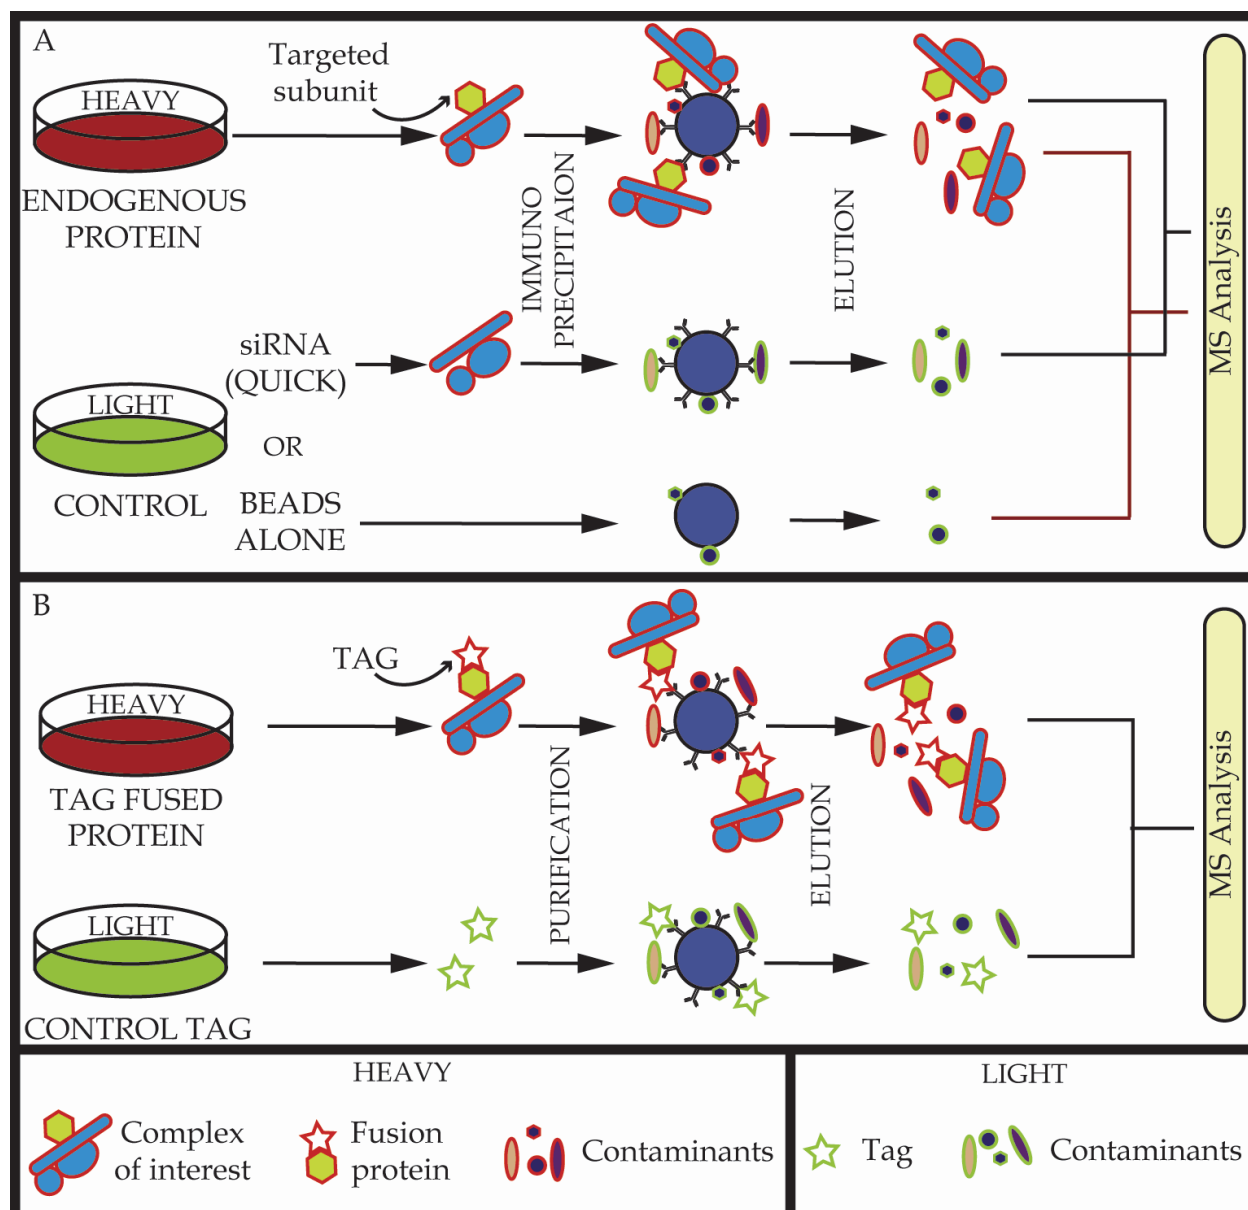 A
Targeted
subunit
HEAVY
ENDOGENOUS
PROTEIN
IMMUNO
PRECIPITAION
ELUTION
MS Analysis
siRNA
(QUICK)
LIGHT
OR
CONTROL
BEADS
ALONE
B
TAG
HEAVY
TAG FUSED
PROTEIN
PURIFICATION
ELUTION
MS Analysis
LIGHT
CONTROL TAG
HEAVY
Complex
of interest
Fusion
protein
Contaminants
LIGHT
Tag
Contaminants